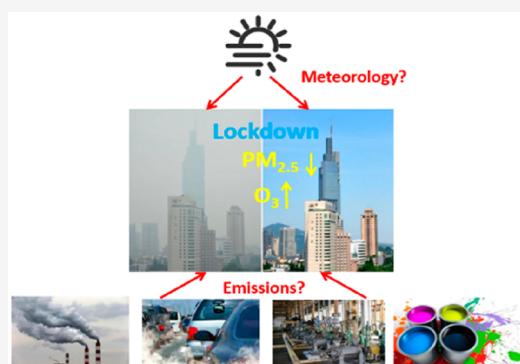 Meteorology?
Lockdown
PM2.5 ↓
O3 ↑
Emissions?